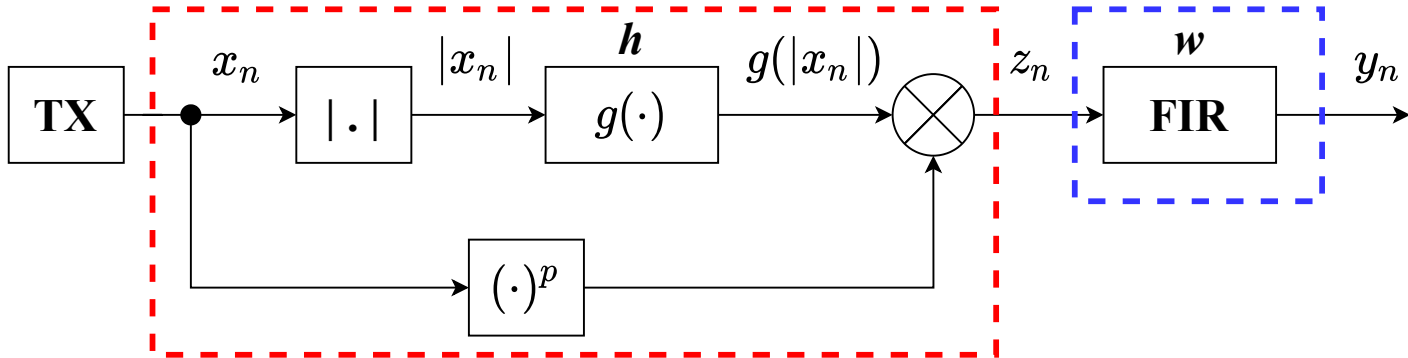 h
w
x_n
|x_n|
g(|x_n|)
z_n
y_n
TX
|.|
g(·)
FIR
(·)^p